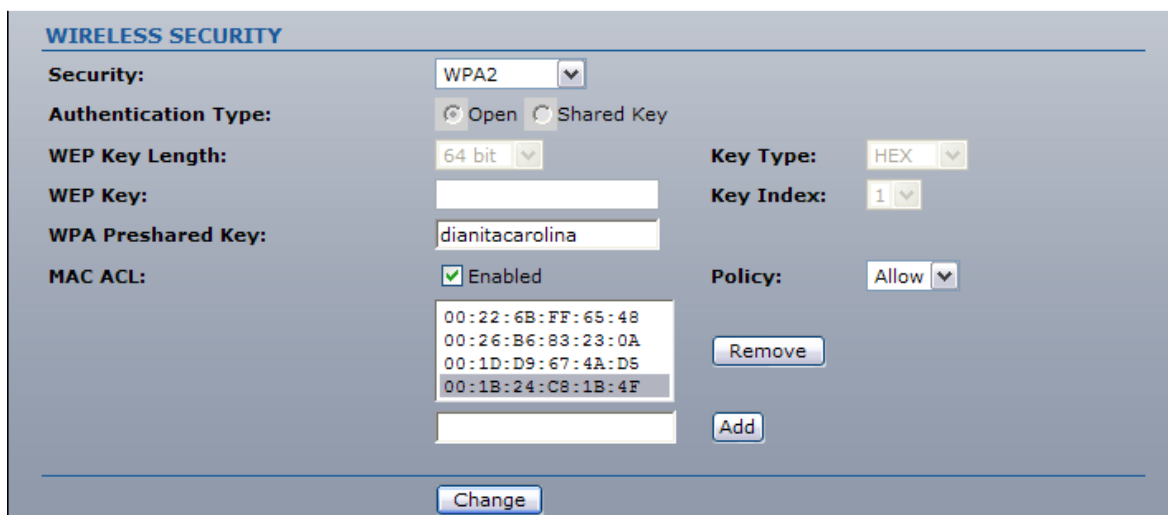 WIRELESS SECURITY
Security: WPA2
Authentication Type: Open Shared Key
WEP Key Length: 64 bit Key Type: HEX
WEP Key: Key Index: 1
WPA Preshared Key: dianitacarolina
MAC ACL: Enabled Policy: Allow
00:22:6B:FF:65:48
00:26:B6:83:23:0A
00:1D:D9:67:4A:D5
00:1B:24:C8:1B:4F
Remove
Add
Change